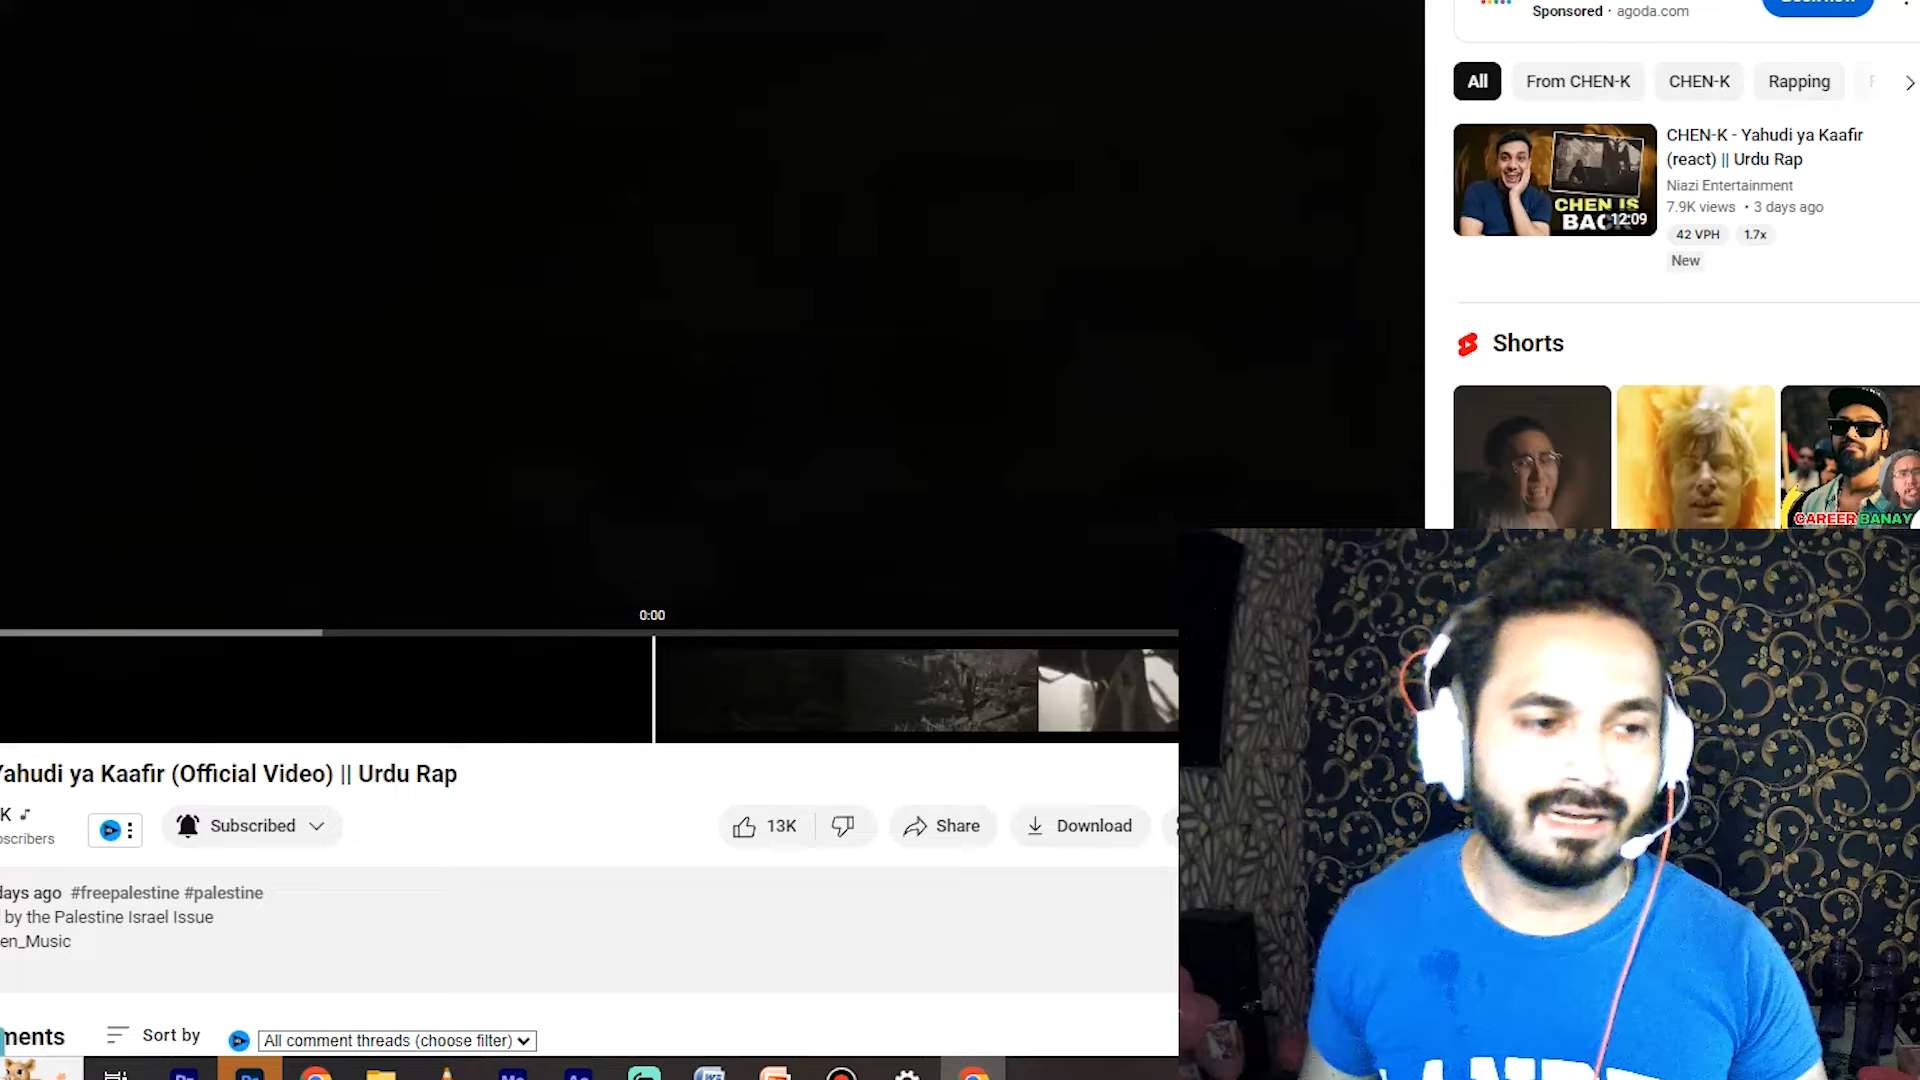 Sponsored · agoda.com
All
From CHEN-K
CHEN-K
Rapping
CHEN-K - Yahudi ya Kaafir
(react) || Urdu Rap
Niazi Entertainment
7.9K views • 3 days ago
42 VPH
1.7x
New
CHEN IS
BACK
12:09
Shorts
CAREER BANAY
0:00
Yahudi ya Kaafir (Official Video) || Urdu Rap
K
Subscribed
13K
Share
Download
days ago #freepalestine #palestine
by the Palestine Israel Issue
en_Music
Sort by
All comment threads (choose filter)